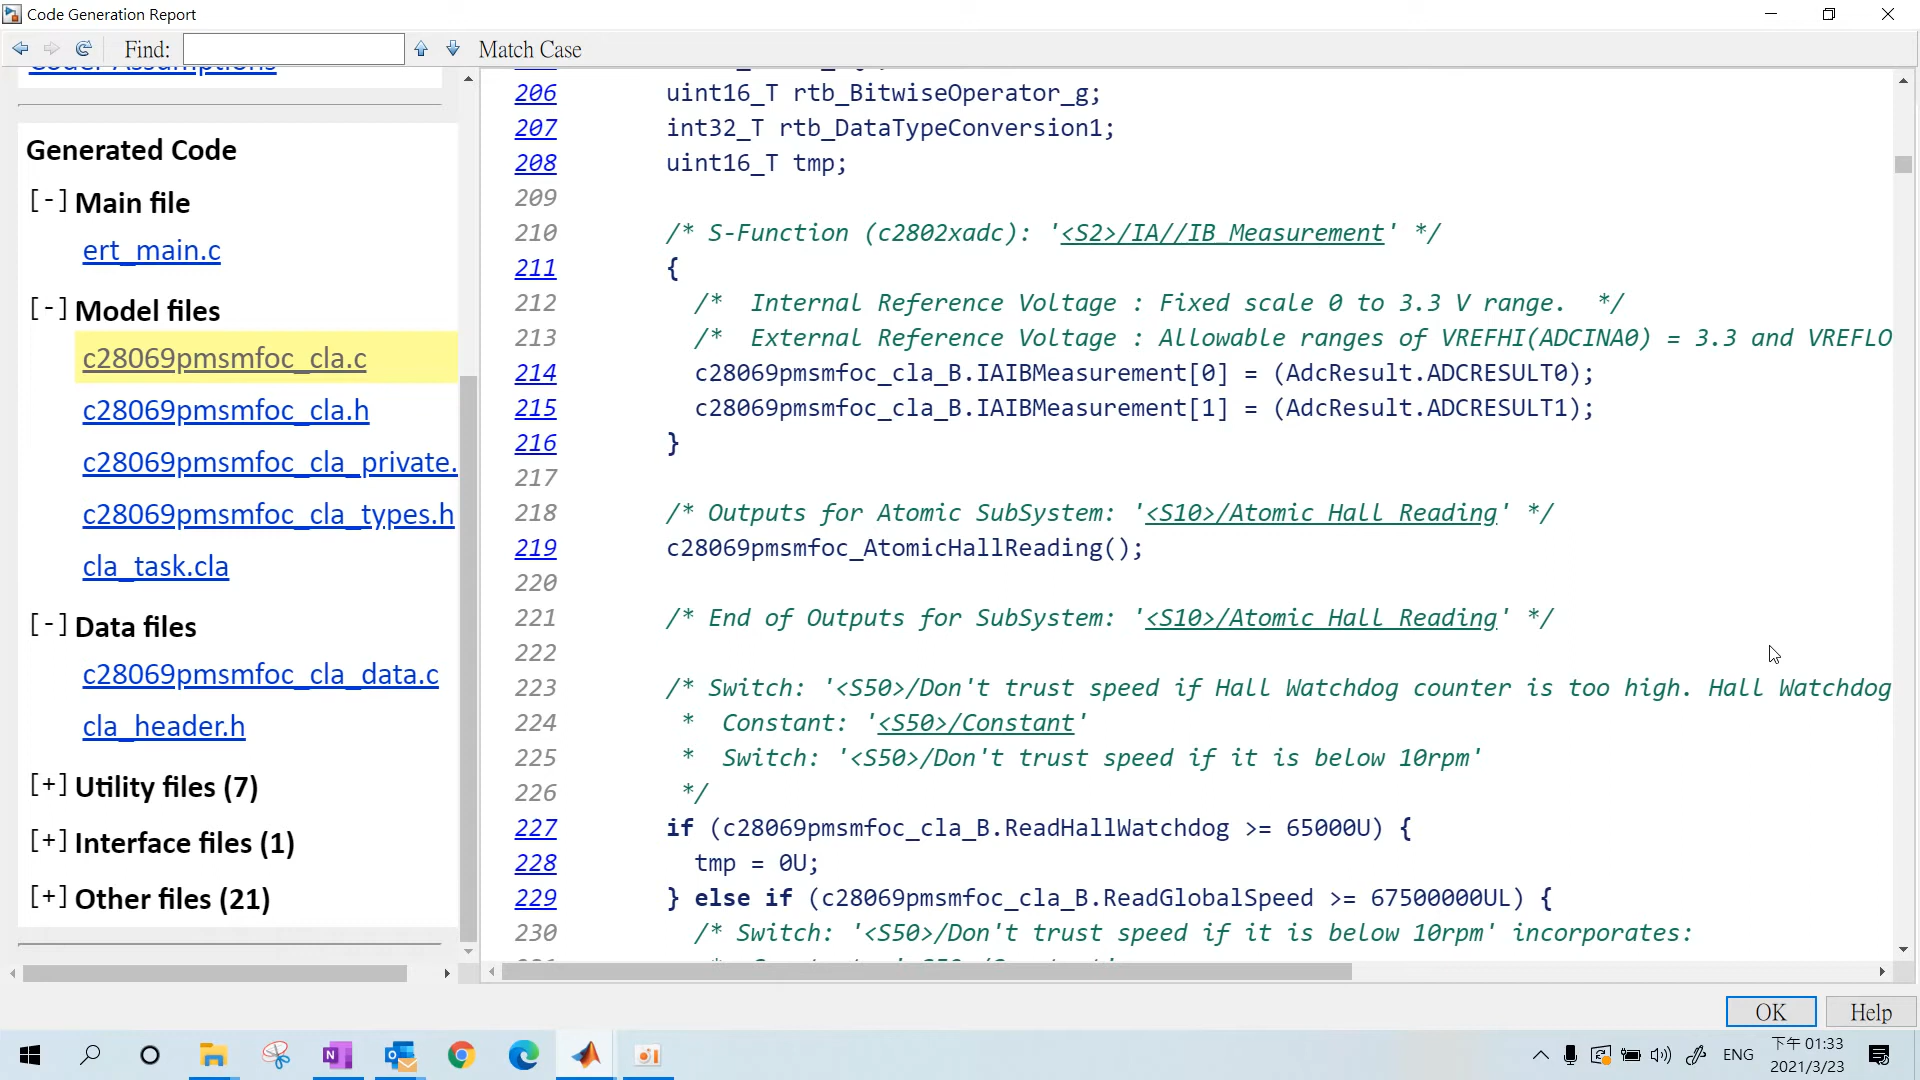 Code Generation Report
Find:
Match Case
Coder Assumptions
Generated Code
[-] Main file
ert_main.c
[-] Model files
c28069pmsmfoc_cla.c
c28069pmsmfoc_cla.h
c28069pmsmfoc_cla_private.
c28069pmsmfoc_cla_types.h
cla_task.cla
[-] Data files
c28069pmsmfoc_cla_data.c
cla_header.h
[+] Utility files (7)
[+] Interface files (1)
[+] Other files (21)
206 uint16_T rtb_BitwiseOperator_g;
207 int32_T rtb_DataTypeConversion1;
208 uint16_T tmp;
209
210 /* S-Function (c2802xadc): '<S2>/IA//IB Measurement' */
211 {
212 /*  Internal Reference Voltage : Fixed scale 0 to 3.3 V range.  */
213 /*  External Reference Voltage : Allowable ranges of VREFHI(ADCINA0) = 3.3 and VREFLO
214 c28069pmsmfoc_cla_B.IAIBMeasurement[0] = (AdcResult.ADCRESULT0);
215 c28069pmsmfoc_cla_B.IAIBMeasurement[1] = (AdcResult.ADCRESULT1);
216 }
217
218 /* Outputs for Atomic SubSystem: '<S10>/Atomic Hall Reading' */
219 c28069pmsmfoc_AtomicHallReading();
220
221 /* End of Outputs for SubSystem: '<S10>/Atomic Hall Reading' */
222
223 /* Switch: '<S50>/Don't trust speed if Hall Watchdog counter is too high. Hall Watchdog
224 *  Constant: '<S50>/Constant'
225 *  Switch: '<S50>/Don't trust speed if it is below 10rpm'
226 */
227 if (c28069pmsmfoc_cla_B.ReadHallWatchdog >= 65000U) {
228 tmp = 0U;
229 } else if (c28069pmsmfoc_cla_B.ReadGlobalSpeed >= 67500000UL) {
230 /* Switch: '<S50>/Don't trust speed if it is below 10rpm' incorporates:
OK
Help
ENG
下午 01:33
2021/3/23